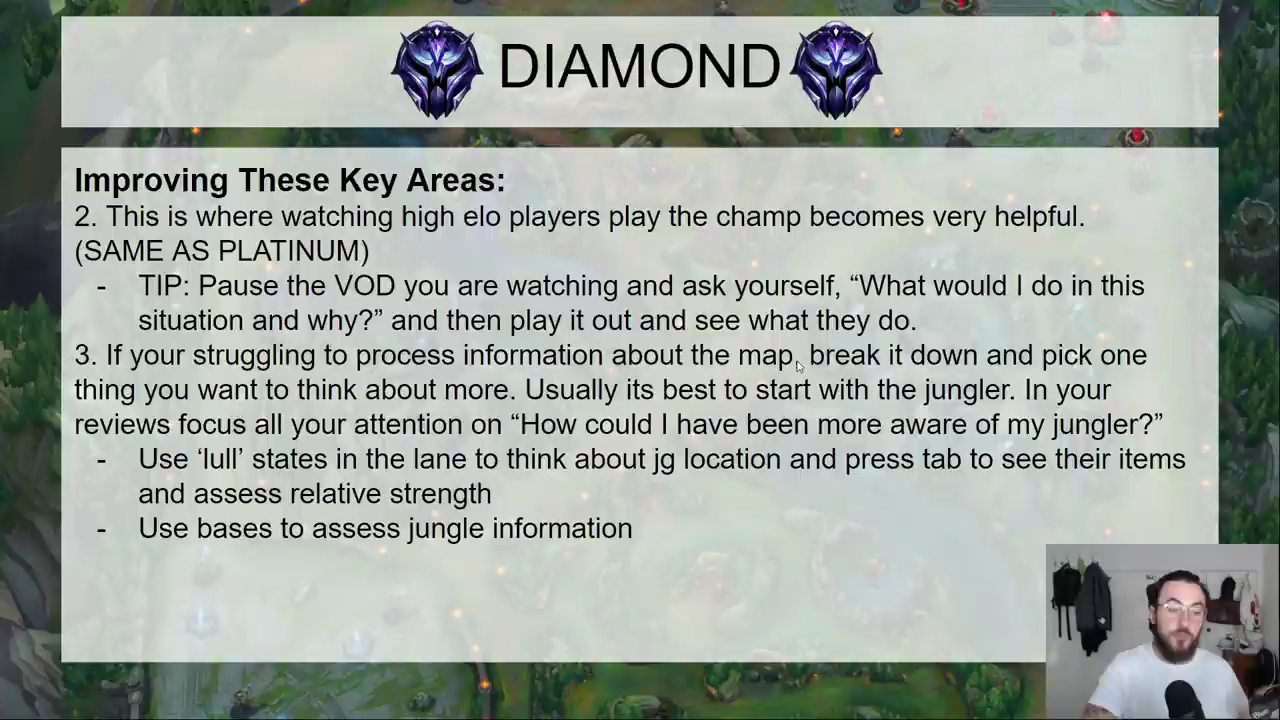 DIAMOND
Improving These Key Areas:
2. This is where watching high elo players play the champ becomes very helpful.
(SAME AS PLATINUM)
- TIP: Pause the VOD you are watching and ask yourself, “What would I do in this
situation and why?” and then play it out and see what they do.
3. If your struggling to process information about the map, break it down and pick one
thing you want to think about more. Usually its best to start with the jungler. In your
reviews focus all your attention on “How could I have been more aware of my jungler?”
- Use ‘lull’ states in the lane to think about jg location and press tab to see their items
and assess relative strength
- Use bases to assess jungle information